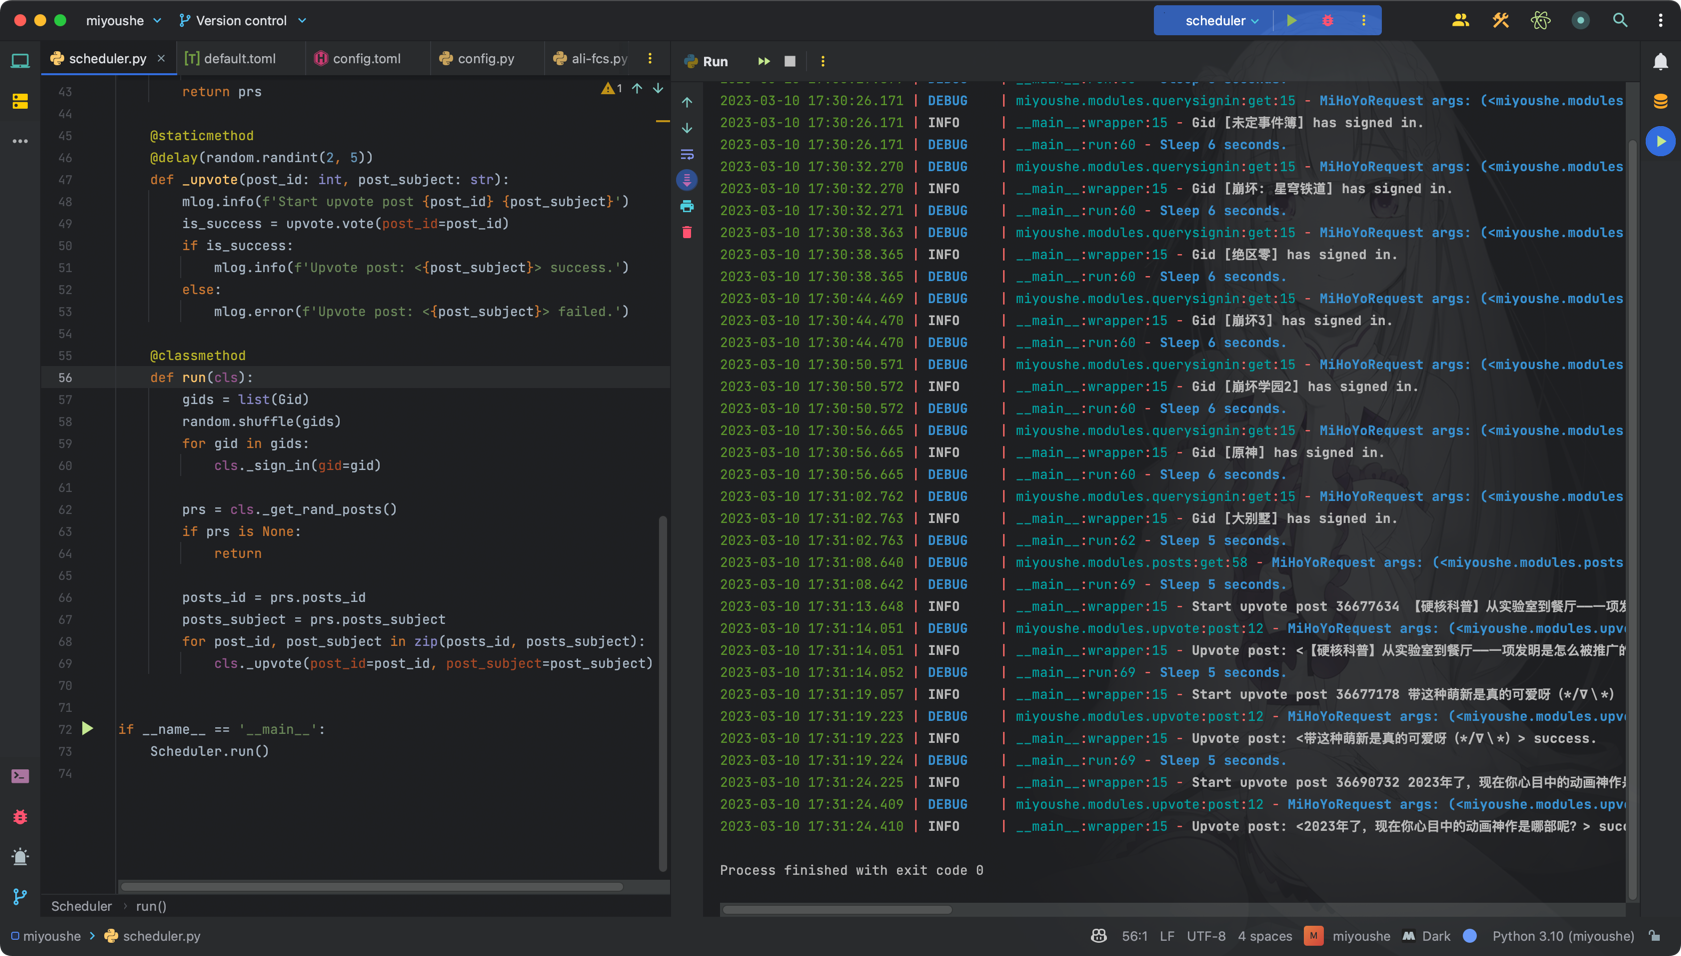 miyoushe
Version control
scheduler
scheduler.py
default.toml
config.toml
config.py
ali-fcs.py
Run
43 return prs
1
44
45 @staticmethod
46 @delay(random.randint(2, 5))
47 def _upvote(post_id: int, post_subject: str):
48 mlog.info(f'Start upvote post {post_id} {post_subject}')
49 is_success = upvote.vote(post_id=post_id)
50 if is_success:
51 mlog.info(f'Upvote post: <{post_subject}> success.')
52 else:
53 mlog.error(f'Upvote post: <{post_subject}> failed.')
54
55 @classmethod
56 def run(cls):
57 gids = list(Gid)
58 random.shuffle(gids)
59 for gid in gids:
60 cls._sign_in(gid=gid)
61
62 prs = cls._get_rand_posts()
63 if prs is None:
64 return
65
66 posts_id = prs.posts_id
67 posts_subject = prs.posts_subject
68 for post_id, post_subject in zip(posts_id, posts_subject):
69 cls._upvote(post_id=post_id, post_subject=post_subject)
70
71
72 if __name__ == '__main__':
73 Scheduler.run()
74
2023-03-10 17:30:26.171 | DEBUG | miyoushe.modules.querysignin:get:15 - MiHoYoRequest args: (<miyoushe.modules
2023-03-10 17:30:26.171 | INFO | __main__:wrapper:15 - Gid [未定事件簿] has signed in.
2023-03-10 17:30:26.171 | DEBUG | __main__:run:60 - Sleep 6 seconds.
2023-03-10 17:30:32.270 | DEBUG | miyoushe.modules.querysignin:get:15 - MiHoYoRequest args: (<miyoushe.modules
2023-03-10 17:30:32.270 | INFO | __main__:wrapper:15 - Gid [崩坏: 星穹铁道] has signed in.
2023-03-10 17:30:32.271 | DEBUG | __main__:run:60 - Sleep 6 seconds.
2023-03-10 17:30:38.363 | DEBUG | miyoushe.modules.querysignin:get:15 - MiHoYoRequest args: (<miyoushe.modules
2023-03-10 17:30:38.365 | INFO | __main__:wrapper:15 - Gid [绝区零] has signed in.
2023-03-10 17:30:38.365 | DEBUG | __main__:run:60 - Sleep 6 seconds.
2023-03-10 17:30:44.469 | DEBUG | miyoushe.modules.querysignin:get:15 - MiHoYoRequest args: (<miyoushe.modules
2023-03-10 17:30:44.470 | INFO | __main__:wrapper:15 - Gid [崩坏3] has signed in.
2023-03-10 17:30:44.470 | DEBUG | __main__:run:60 - Sleep 6 seconds.
2023-03-10 17:30:50.571 | DEBUG | miyoushe.modules.querysignin:get:15 - MiHoYoRequest args: (<miyoushe.modules
2023-03-10 17:30:50.572 | INFO | __main__:wrapper:15 - Gid [崩坏学园2] has signed in.
2023-03-10 17:30:50.572 | DEBUG | __main__:run:60 - Sleep 6 seconds.
2023-03-10 17:30:56.665 | DEBUG | miyoushe.modules.querysignin:get:15 - MiHoYoRequest args: (<miyoushe.modules
2023-03-10 17:30:56.665 | INFO | __main__:wrapper:15 - Gid [原神] has signed in.
2023-03-10 17:30:56.665 | DEBUG | __main__:run:60 - Sleep 6 seconds.
2023-03-10 17:31:02.762 | DEBUG | miyoushe.modules.querysignin:get:15 - MiHoYoRequest args: (<miyoushe.modules
2023-03-10 17:31:02.763 | INFO | __main__:wrapper:15 - Gid [大别墅] has signed in.
2023-03-10 17:31:02.763 | DEBUG | __main__:run:62 - Sleep 5 seconds.
2023-03-10 17:31:08.640 | DEBUG | miyoushe.modules.posts:get:58 - MiHoYoRequest args: (<miyoushe.modules.posts
2023-03-10 17:31:08.642 | DEBUG | __main__:run:69 - Sleep 5 seconds.
2023-03-10 17:31:13.648 | INFO | __main__:wrapper:15 - Start upvote post 36677634 【硬核科普】从实验室到餐厅——一项发
2023-03-10 17:31:14.051 | DEBUG | miyoushe.modules.upvote:post:12 - MiHoYoRequest args: (<miyoushe.modules.upv
2023-03-10 17:31:14.051 | INFO | __main__:wrapper:15 - Upvote post: <【硬核科普】从实验室到餐厅——一项发明是怎么被推广的
2023-03-10 17:31:14.052 | DEBUG | __main__:run:69 - Sleep 5 seconds.
2023-03-10 17:31:19.057 | INFO | __main__:wrapper:15 - Start upvote post 36677178 带这种萌新是真的可爱呀 (*/∇\*)
2023-03-10 17:31:19.223 | DEBUG | miyoushe.modules.upvote:post:12 - MiHoYoRequest args: (<miyoushe.modules.upv
2023-03-10 17:31:19.223 | INFO | __main__:wrapper:15 - Upvote post: <带这种萌新是真的可爱呀 (*/∇\*) > success.
2023-03-10 17:31:19.224 | DEBUG | __main__:run:69 - Sleep 5 seconds.
2023-03-10 17:31:24.225 | INFO | __main__:wrapper:15 - Start upvote post 36690732 2023年了, 现在你心目中的动画神作是
2023-03-10 17:31:24.409 | DEBUG | miyoushe.modules.upvote:post:12 - MiHoYoRequest args: (<miyoushe.modules.upv
2023-03-10 17:31:24.410 | INFO | __main__:wrapper:15 - Upvote post: <2023年了, 现在你心目中的动画神作是哪部呢? > suc
Process finished with exit code 0
Scheduler › run()
miyoushe › scheduler.py
56:1 LF UTF-8 4 spaces M miyoushe Dark Python 3.10 (miyoushe)